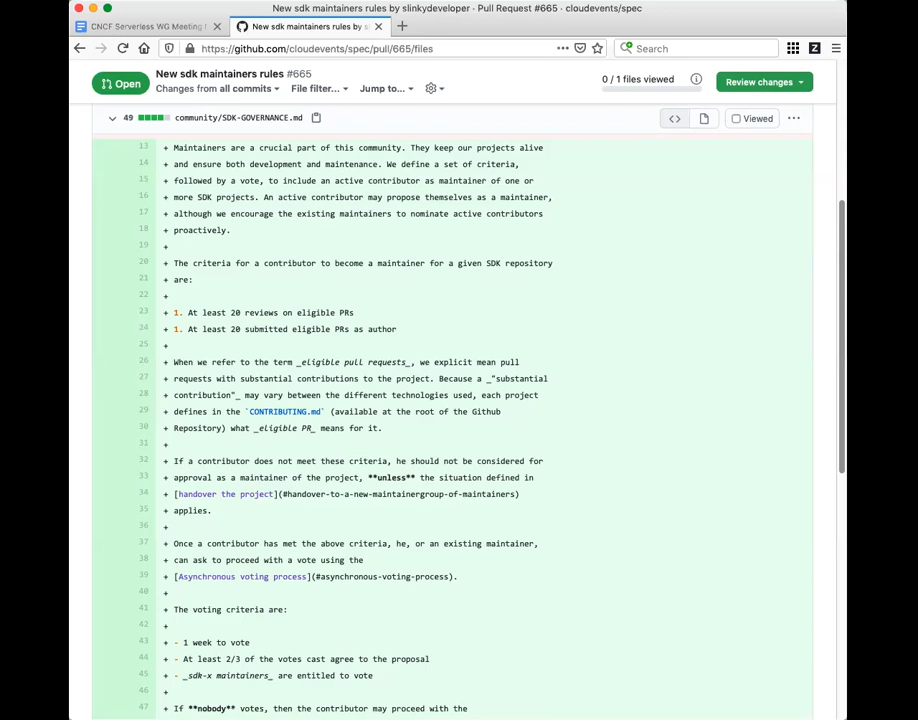 New sdk maintainers rules by slinkydeveloper · Pull Request #665 · cloudevents/spec
CNCF Serverless WG Meeting
New sdk maintainers rules by s
https://github.com/cloudevents/spec/pull/665/files
Search
Open
New sdk maintainers rules #665
Changes from all commits
File filter...
Jump to...
0 / 1 files viewed
Review changes
49
community/SDK-GOVERNANCE.md
Viewed
13 + Maintainers are a crucial part of this community. They keep our projects alive
14 + and ensure both development and maintenance. We define a set of criteria,
15 + followed by a vote, to include an active contributor as maintainer of one or
16 + more SDK projects. An active contributor may propose themselves as a maintainer,
17 + although we encourage the existing maintainers to nominate active contributors
18 + proactively.
19 +
20 + The criteria for a contributor to become a maintainer for a given SDK repository
21 + are:
22 +
23 + 1. At least 20 reviews on eligible PRs
24 + 1. At least 20 submitted eligible PRs as author
25 +
26 + When we refer to the term _eligible pull requests_, we explicit mean pull
27 + requests with substantial contributions to the project. Because a _"substantial
28 + contribution"_ may vary between the different technologies used, each project
29 + defines in the `CONTRIBUTING.md` (available at the root of the Github
30 + Repository) what _eligible PR_ means for it.
31 +
32 + If a contributor does not meet these criteria, he should not be considered for
33 + approval as a maintainer of the project, **unless** the situation defined in
34 + [handover the project](#handover-to-a-new-maintainergroup-of-maintainers)
35 + applies.
36 +
37 + Once a contributor has met the above criteria, he, or an existing maintainer,
38 + can ask to proceed with a vote using the
39 + [Asynchronous voting process](#asynchronous-voting-process).
40 +
41 + The voting criteria are:
42 +
43 + - 1 week to vote
44 + - At least 2/3 of the votes cast agree to the proposal
45 + - _sdk-x maintainers_ are entitled to vote
46 +
47 + If **nobody** votes, then the contributor may proceed with the